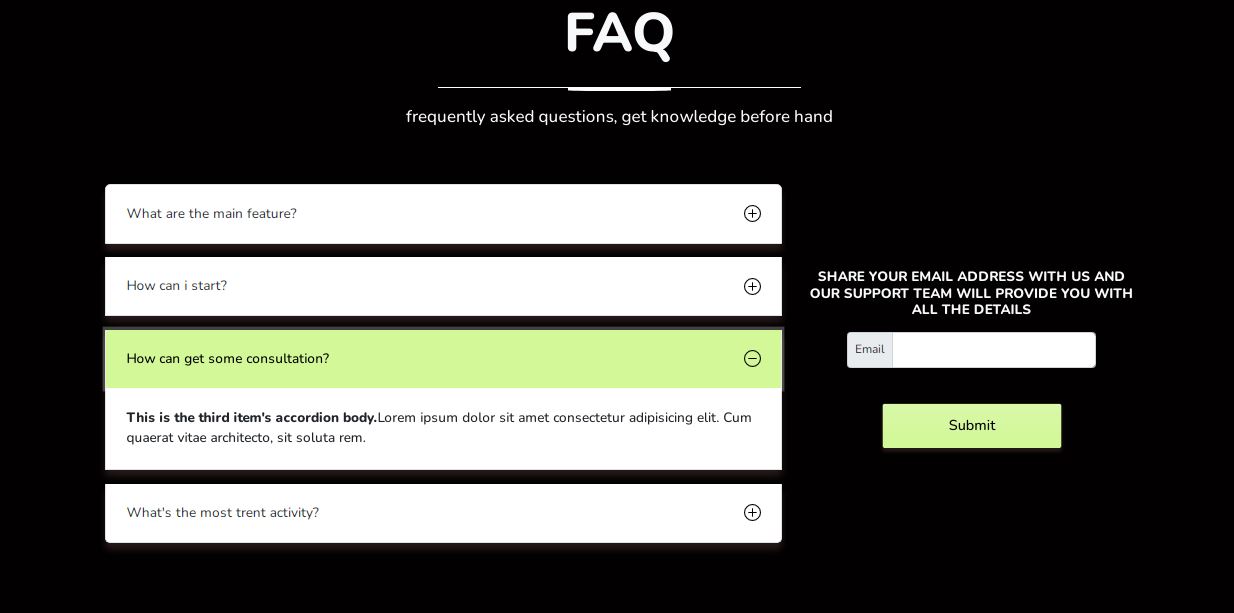 FAQ
frequently asked questions, get knowledge before hand
What are the main feature?
How can i start?
How can get some consultation?
This is the third item's accordion body.Lorem ipsum dolor sit amet consectetur adipisicing elit. Cum
quaerat vitae architecto, sit soluta rem.
What's the most trent activity?
SHARE YOUR EMAIL ADDRESS WITH US AND
OUR SUPPORT TEAM WILL PROVIDE YOU WITH
ALL THE DETAILS
Email
Submit